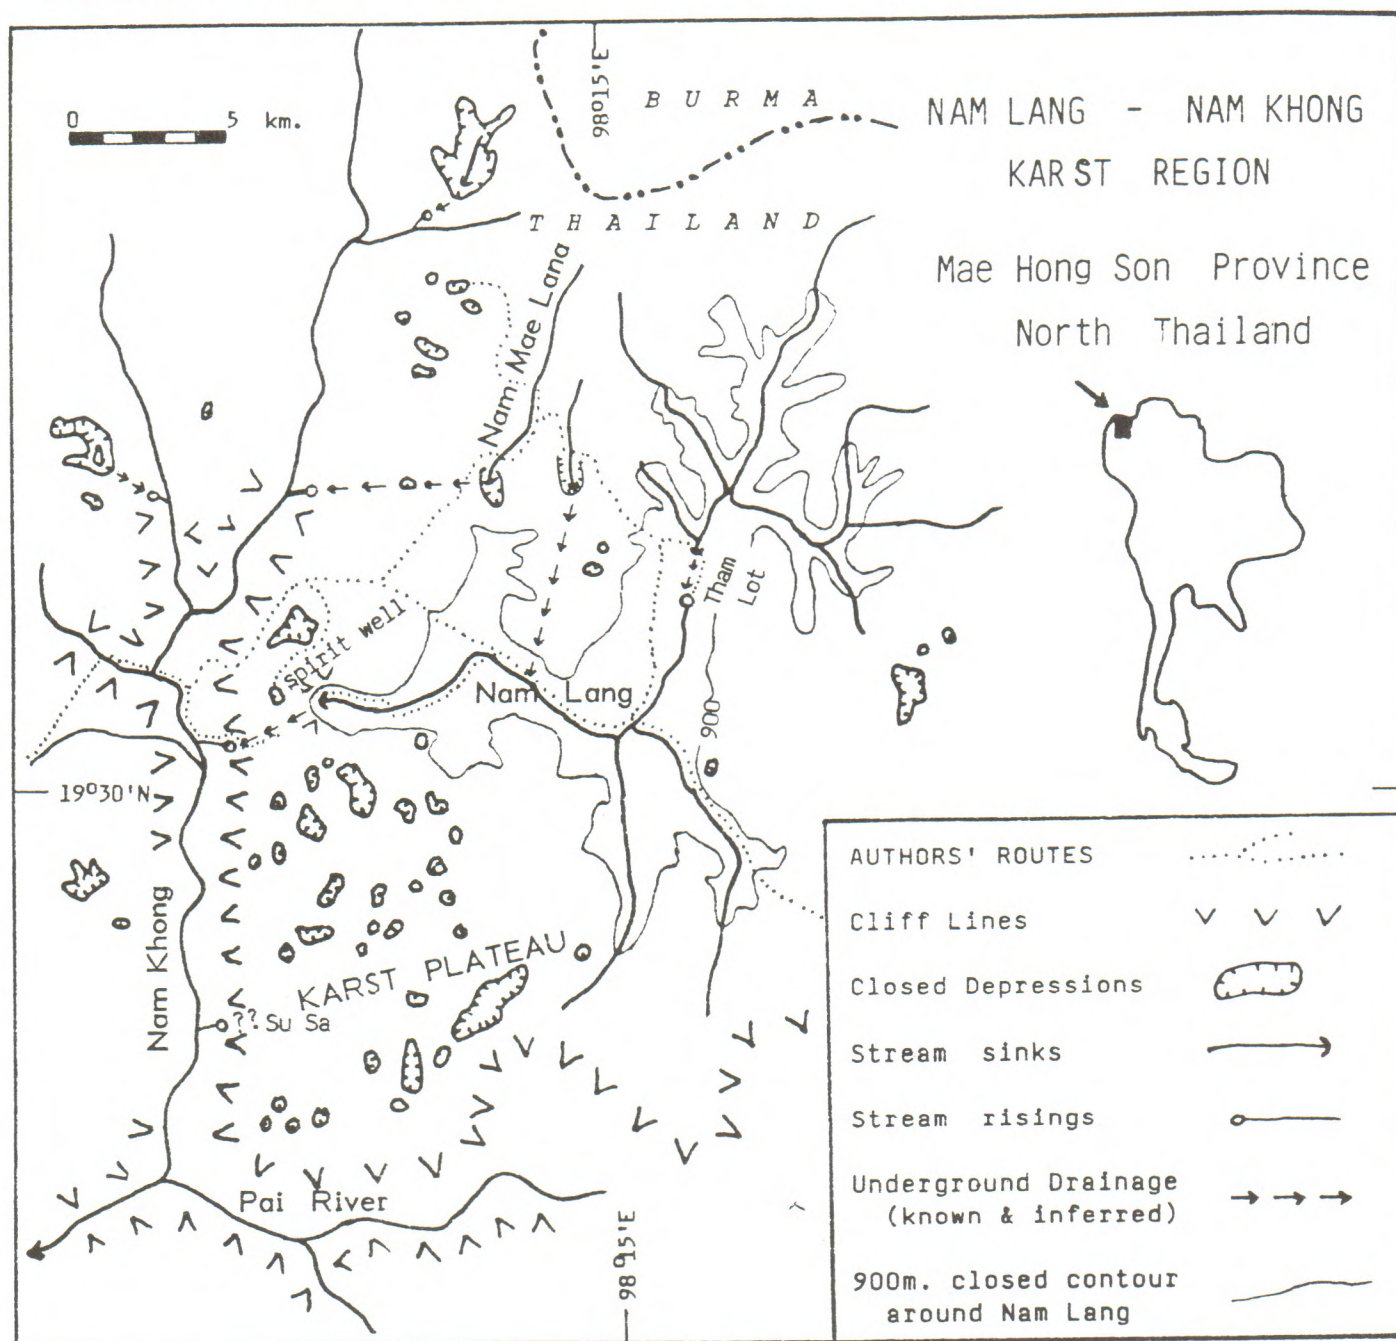 0 5 km.
98°15'E
BURMA
THAILAND
NAM LANG - NAM KHONG
KARST REGION
Mae Hong Son Province
North Thailand
Nam Mae Lana
Tham
Lot
spirit well
Nam Lang
900
19°30'N
Nam Khong
KARST PLATEAU
?? Su Sa
Pai River
98°15'E
AUTHORS' ROUTES
Cliff Lines
Closed Depressions
Stream sinks
Stream risings
Underground Drainage
(known & inferred)
900m. closed contour
around Nam Lang